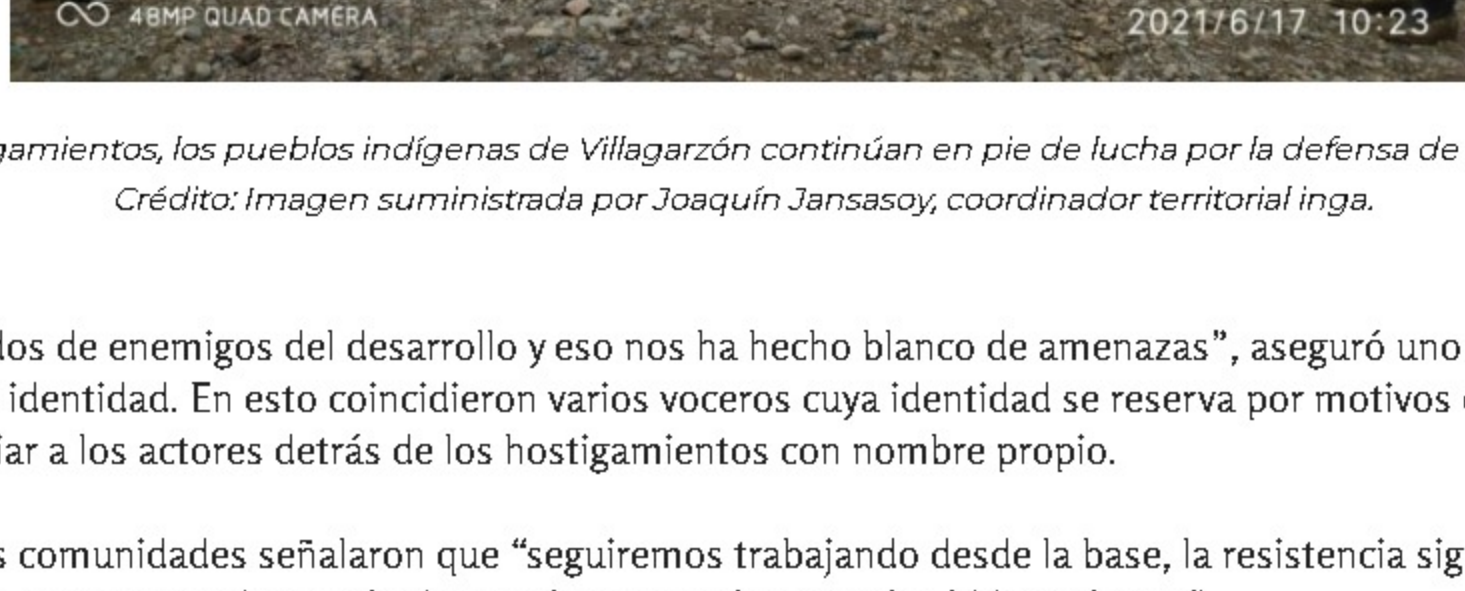 48MP QUAD CAMERA 2021/6/17 10:23
gamientos, los pueblos indígenas de Villagarzón continúan en pie de lucha por la defensa de
Crédito: Imagen suministrada por Joaquín Jansasoy, coordinador territorial inga.
dos de enemigos del desarrollo y eso nos ha hecho blanco de amenazas”, aseguró uno
identidad. En esto coincidieron varios voceros cuya identidad se reserva por motivos
iar a los actores detrás de los hostigamientos con nombre propio.
s comunidades señalaron que “seguiremos trabajando desde la base, la resistencia sig